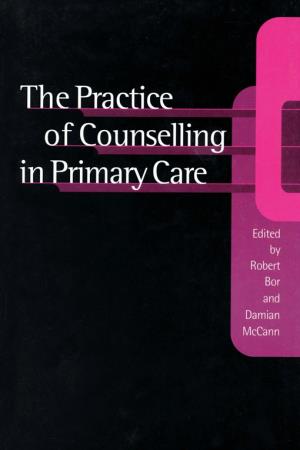 The Practice
of Counselling
in Primary Care
Edited
by
Robert
Bor
and
Damian
McCann